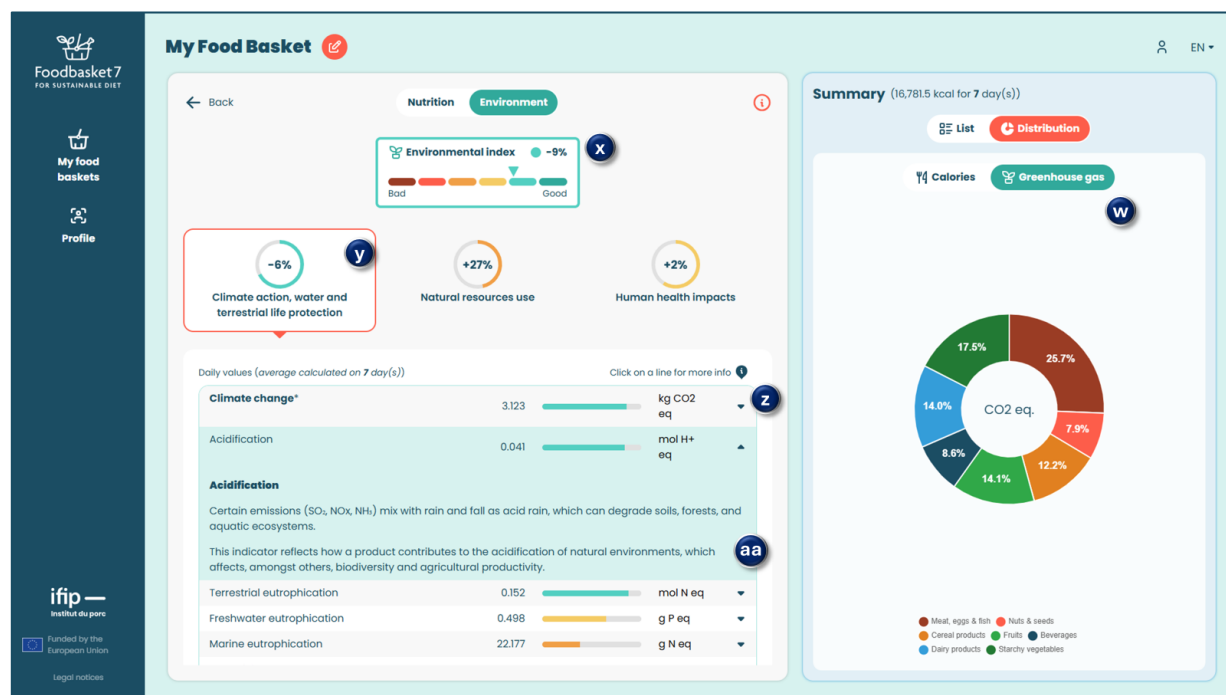 Foodbasket7
FOR SUSTAINABLE DIET
My food
baskets
Profile
ifip
Institut du porc
Funded by the
European Union
Legal notices
My Food Basket
EN
Back
Nutrition
Environment
i
Environmental index -9%
Bad Good
x
-6%
Climate action, water and
terrestrial life protection
y
+27%
Natural resources use
+2%
Human health impacts
Daily values (average calculated on 7 day(s))
Click on a line for more info i
Climate change* 3.123 kg CO2
eq
z
Acidification 0.041 mol H+
eq
Acidification
Certain emissions (SO₂, NOx, NH₃) mix with rain and fall as acid rain, which can degrade soils, forests, and
aquatic ecosystems.
This indicator reflects how a product contributes to the acidification of natural environments, which
affects, amongst others, biodiversity and agricultural productivity.
aa
Terrestrial eutrophication 0.152 mol N eq
Freshwater eutrophication 0.498 g P eq
Marine eutrophication 22.177 g N eq
Summary (16,781.5 kcal for 7 day(s))
List
Distribution
Calories
Greenhouse gas
w
17.5%
25.7%
14.0%
CO2 eq.
7.9%
8.6%
12.2%
14.1%
Meat, eggs & fish Nuts & seeds
Cereal products Fruits Beverages
Dairy products Starchy vegetables